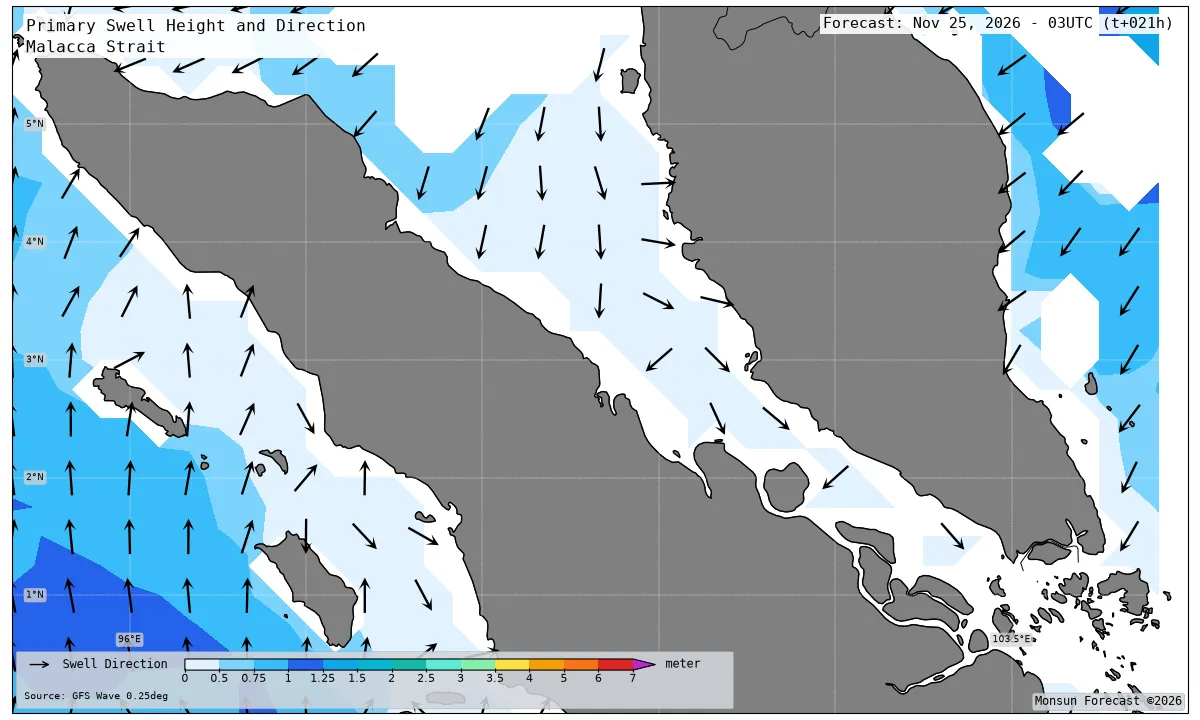 Primary Swell Height and Direction
Malacca Strait
Forecast: Nov 25, 2026 - 03UTC (t+021h)
5°N
4°N
3°N
2°N
1°N
96°E
103.5°E
Swell Direction
meter
0 0.5 0.75 1 1.25 1.5 2 2.5 3 3.5 4 5 6 7
Source: GFS Wave 0.25deg
Monsun Forecast ©2026